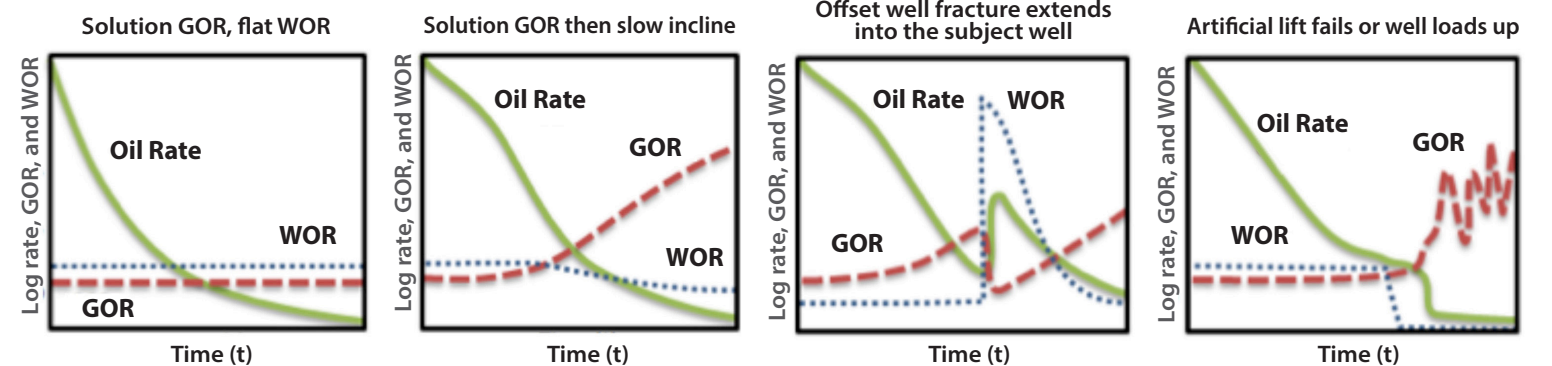 Solution GOR, flat WOR
Log rate, GOR, and WOR
Oil Rate
WOR
GOR
Time (t)
Solution GOR then slow incline
Log rate, GOR, and WOR
Oil Rate
GOR
WOR
Time (t)
Offset well fracture extends
into the subject well
Log rate, GOR, and WOR
Oil Rate
WOR
GOR
Time (t)
Artificial lift fails or well loads up
Log rate, GOR, and WOR
Oil Rate
GOR
WOR
Time (t)